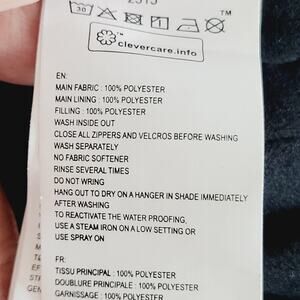 30
TM
clevercare.info
EN:
MAIN FABRIC : 100% POLYESTER
MAIN LINING : 100% POLYESTER
FILLING : 100% POLYESTER
WASH INSIDE OUT
CLOSE ALL ZIPPERS AND VELCROS BEFORE WASHING
WASH SEPARATELY
NO FABRIC SOFTENER
RINSE SEVERAL TIMES
DO NOT WRING
HANG OUT TO DRY ON A HANGER IN SHADE IMMEDIATELY
AFTER WASHING
TO REACTIVATE THE WATER PROOFING,
USE A STEAM IRON ON A LOW SETTING OR
USE SPRAY ON
FR:
TISSU PRINCIPAL : 100% POLYESTER
DOUBLURE PRINCIPALE : 100% POLYESTER
GARNISSAGE : 100% POLYESTER